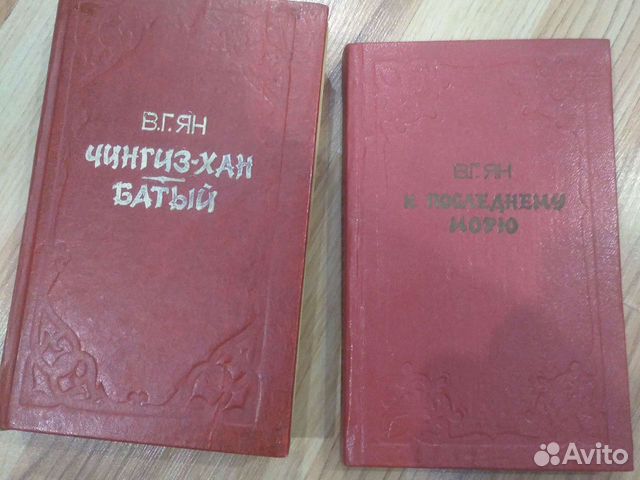 В.Г. ЯН
ЧИНГИЗ-ХАН
БАТЫЙ
В.Г. ЯН
К ПОСЛЕДНЕМУ
МОРЮ
Avito